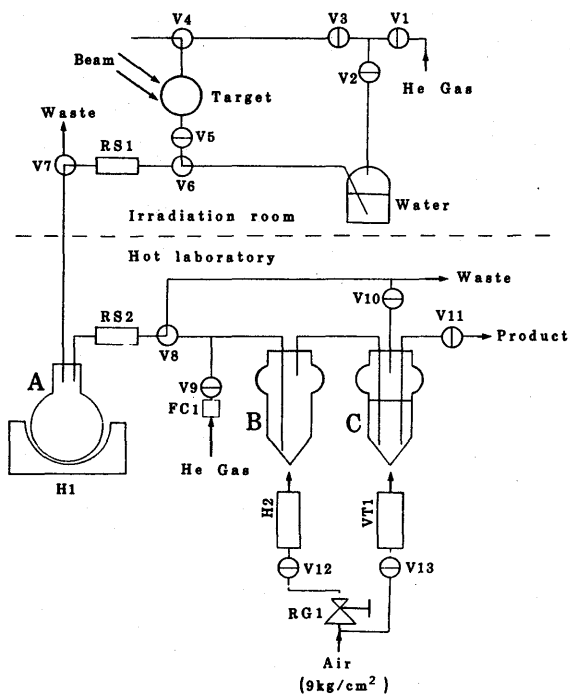 V4
V3
V1
Beam
V2
Target
He Gas
Waste
V5
RS1
V7
V6
Water
Irradiation room
Hot laboratory
Waste
RS2
V10
V11
Product
V8
A
V9
FC1
B
C
He Gas
H1
H2
VT1
V12
V13
RG1
Air
(9kg/cm²)